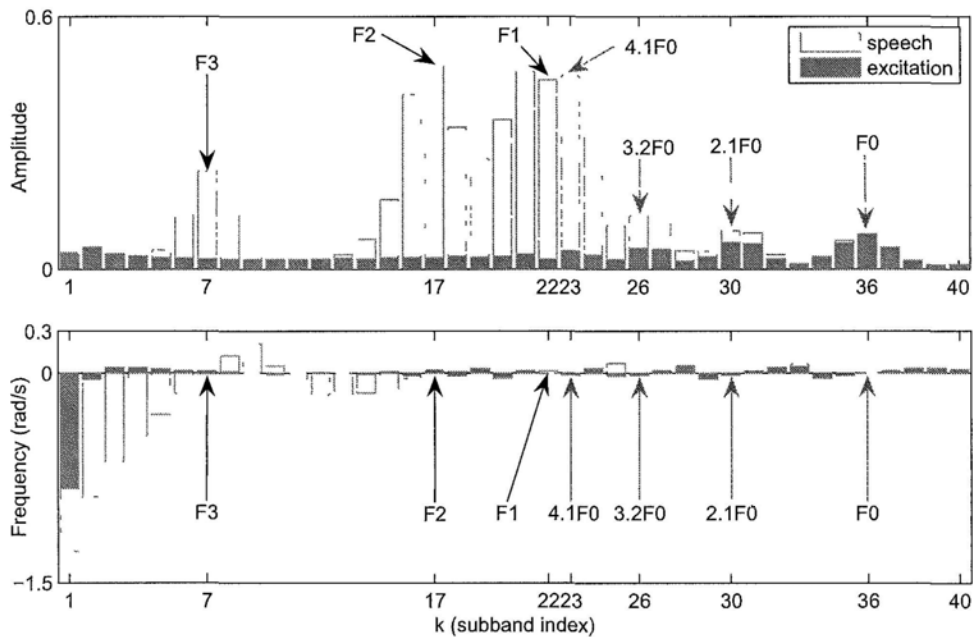 0.6
Amplitude
0
F3
F2
F1
4.1F0
3.2F0
2.1F0
F0
speech
excitation
1 7 17 2223 26 30 36 40
0.3
0
Frequency (rad/s)
−1.5
F3 F2 F1 4.1F0 3.2F0 2.1F0 F0
1 7 17 2223 26 30 36 40
k (subband index)